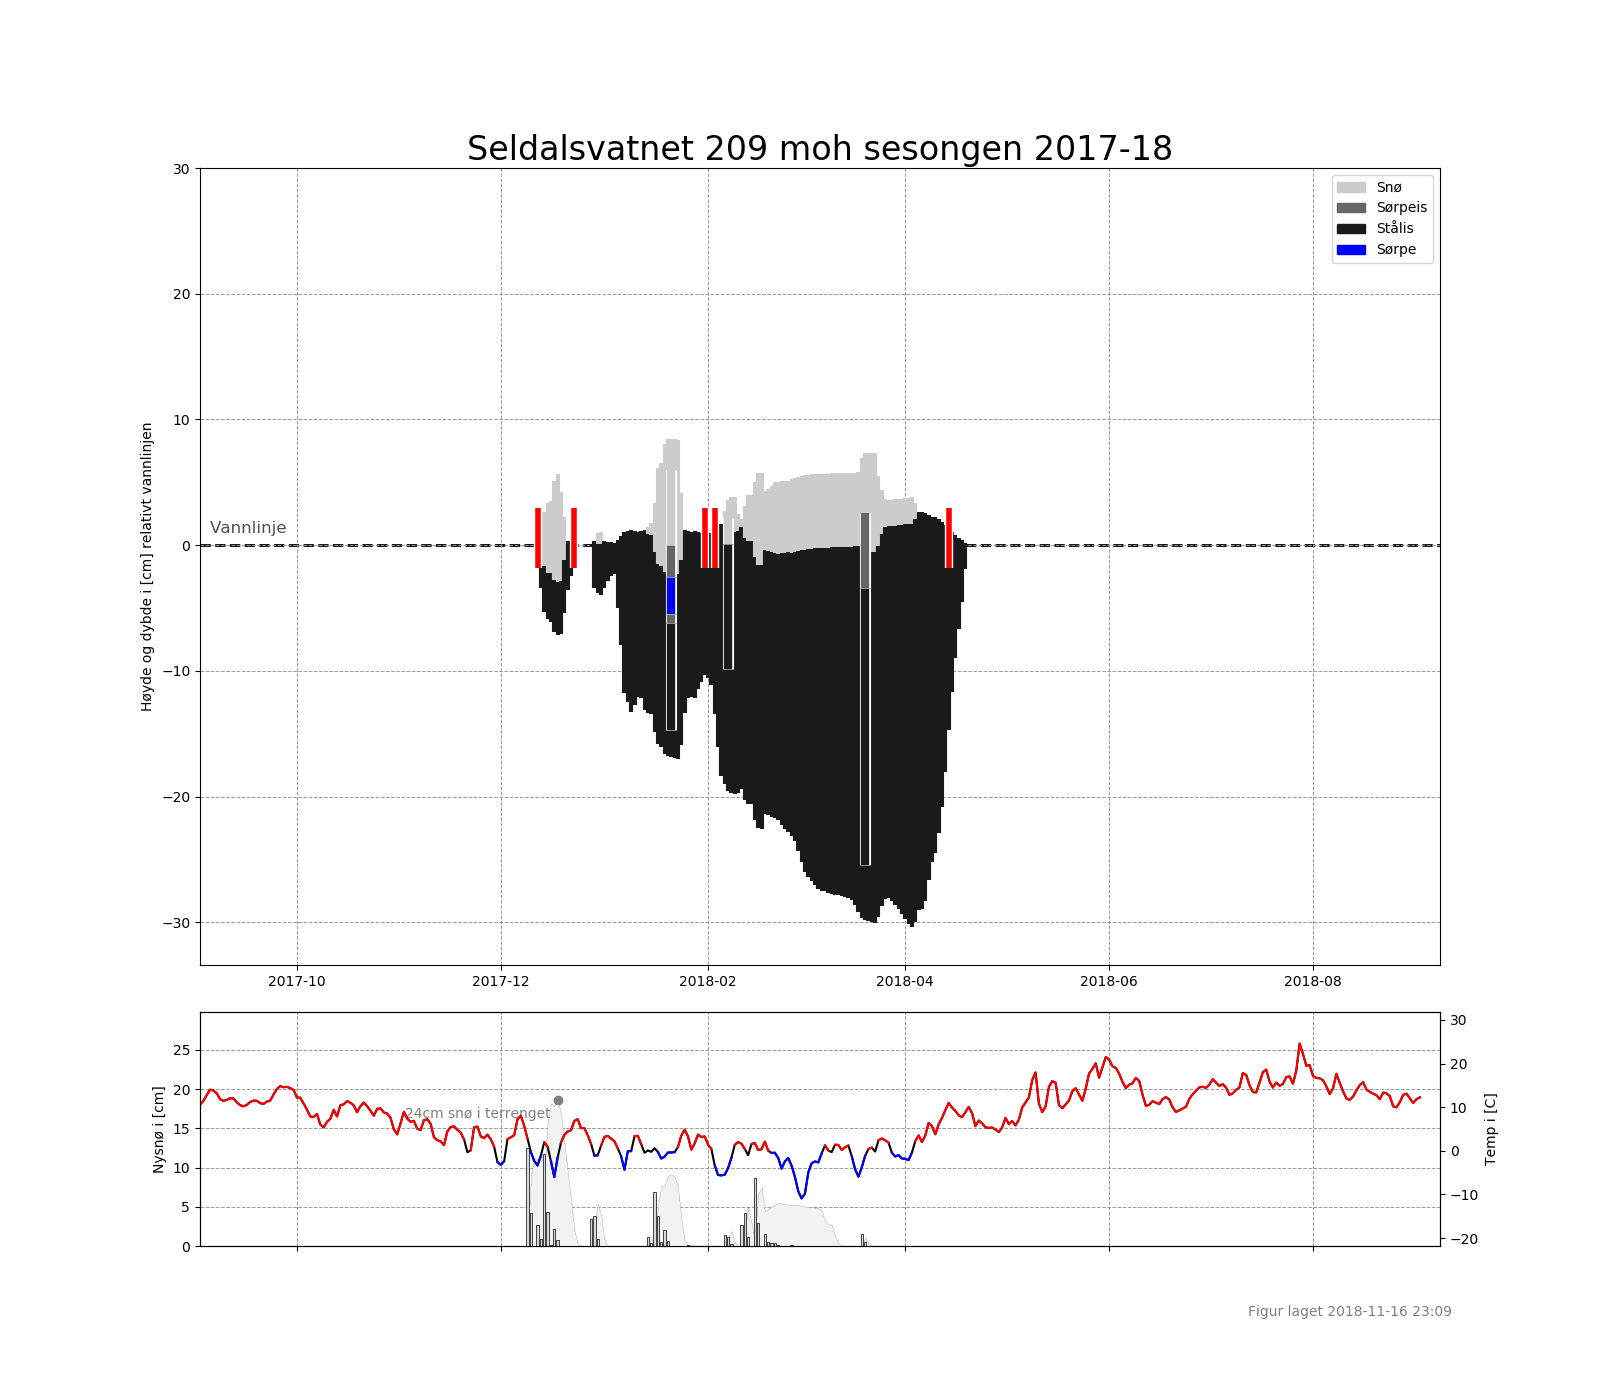 Seldalsvatnet 209 moh sesongen 2017-18
Høyde og dybde i [cm] relativt vannlinjen
30
20
10
0
−10
−20
−30
Vannlinje
Snø
Sørpeis
Stålis
Sørpe
2017-10
2017-12
2018-02
2018-04
2018-06
2018-08
Nysnø i [cm]
25
20
15
10
5
0
24cm snø i terrenget
30
20
10
0
−10
−20
Temp i [C]
Figur laget 2018-11-16 23:09